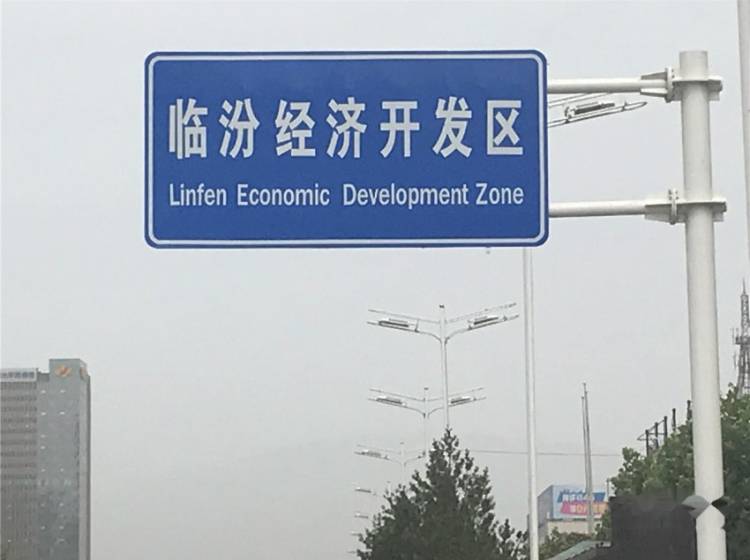 临汾经济开发区
Linfen Economic Development Zone